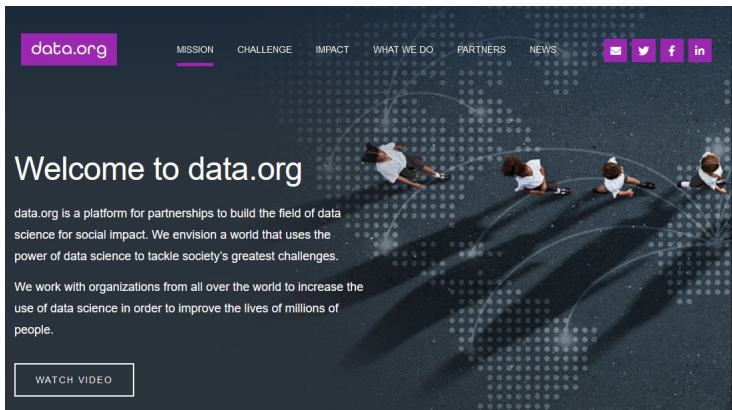 data.org
MISSION CHALLENGE IMPACT WHAT WE DO PARTNERS NEWS
Welcome to data.org
data.org is a platform for partnerships to build the field of data
science for social impact. We envision a world that uses the
power of data science to tackle society's greatest challenges.
We work with organizations from all over the world to increase the
use of data science in order to improve the lives of millions of
people.
WATCH VIDEO